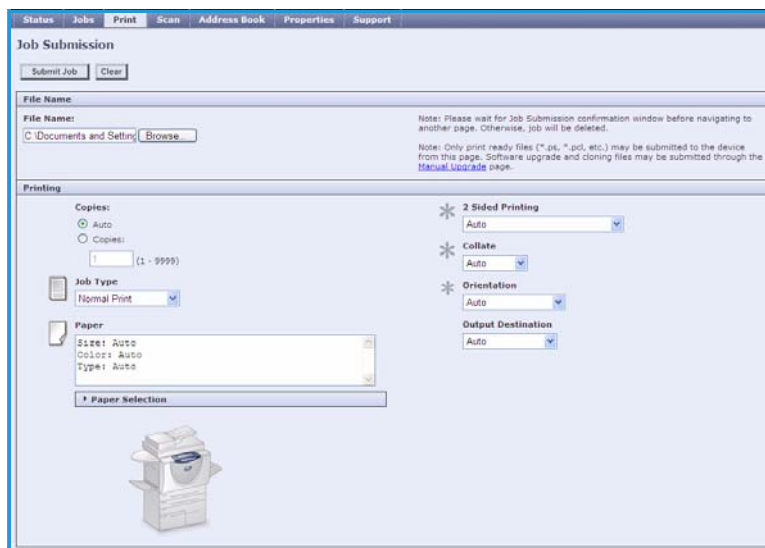 Status Jobs Print Scan Address Book Properties Support
Job Submission
Submit Job Clear
File Name
File Name:
C:\Documents and Setting Browse...
Note: Please wait for Job Submission confirmation window before navigating to
another page. Otherwise, job will be deleted.
Note: Only print ready files (*.ps, *.pcl, etc.) may be submitted to the device
from this page. Software upgrade and cloning files may be submitted through the
Manual Upgrade page.
Printing
Copies:
Auto
Copies:
1 (1 - 9999)
Job Type
Normal Print
Paper
Size: Auto
Color: Auto
Type: Auto
Paper Selection
2 Sided Printing
Auto
Collate
Auto
Orientation
Auto
Output Destination
Auto